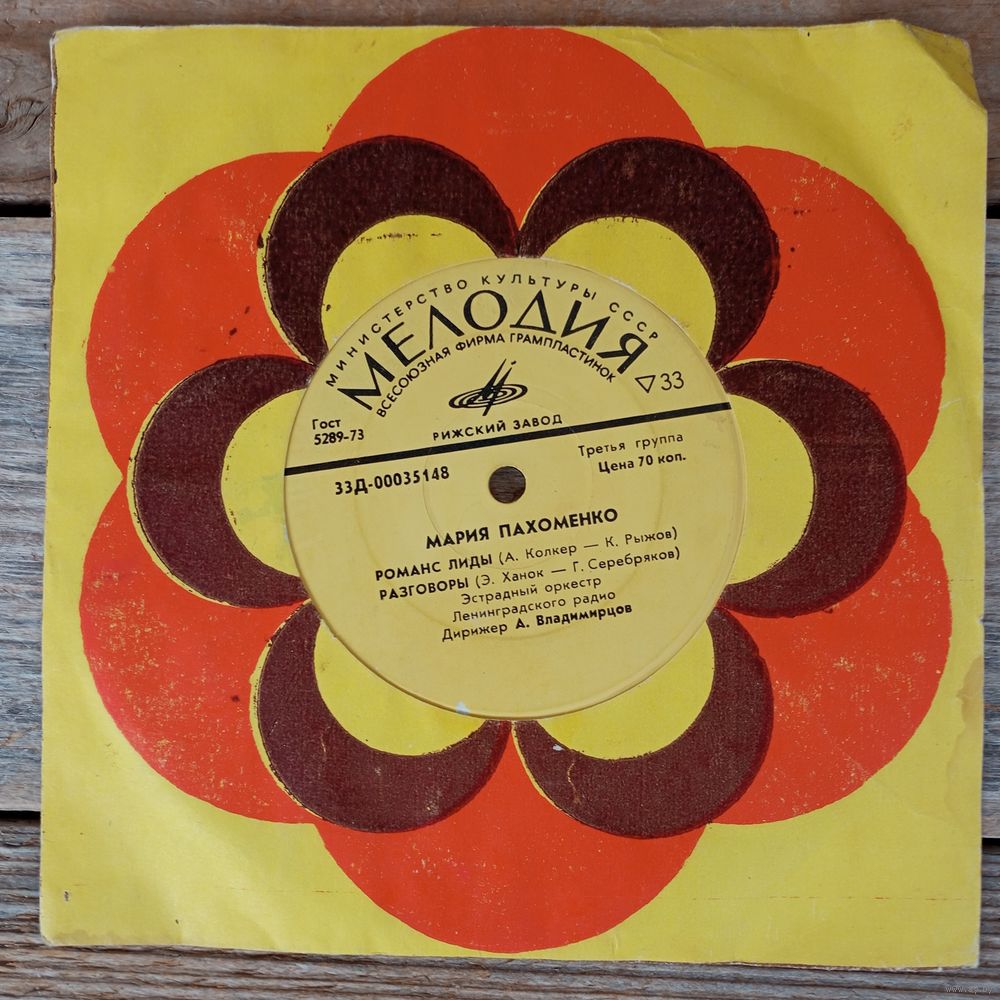 МИНИСТЕРСТВО КУЛЬТУРЫ СССР
МЕЛОДИЯ
ВСЕСОЮЗНАЯ ФИРМА ГРАМПЛАСТИНОК
33
Гост
5289-73
РИЖСКИЙ ЗАВОД
33Д-00035148
Третья группа
Цена 70 коп.
МАРИЯ ПАХОМЕНКО
РОМАНС ЛИДЫ (А. Колкер — К. Рыжов)
РАЗГОВОРЫ (Э. Ханок — Г. Серебряков)
Эстрадный оркестр
Ленинградского радио
Дирижер А. Владимирцов